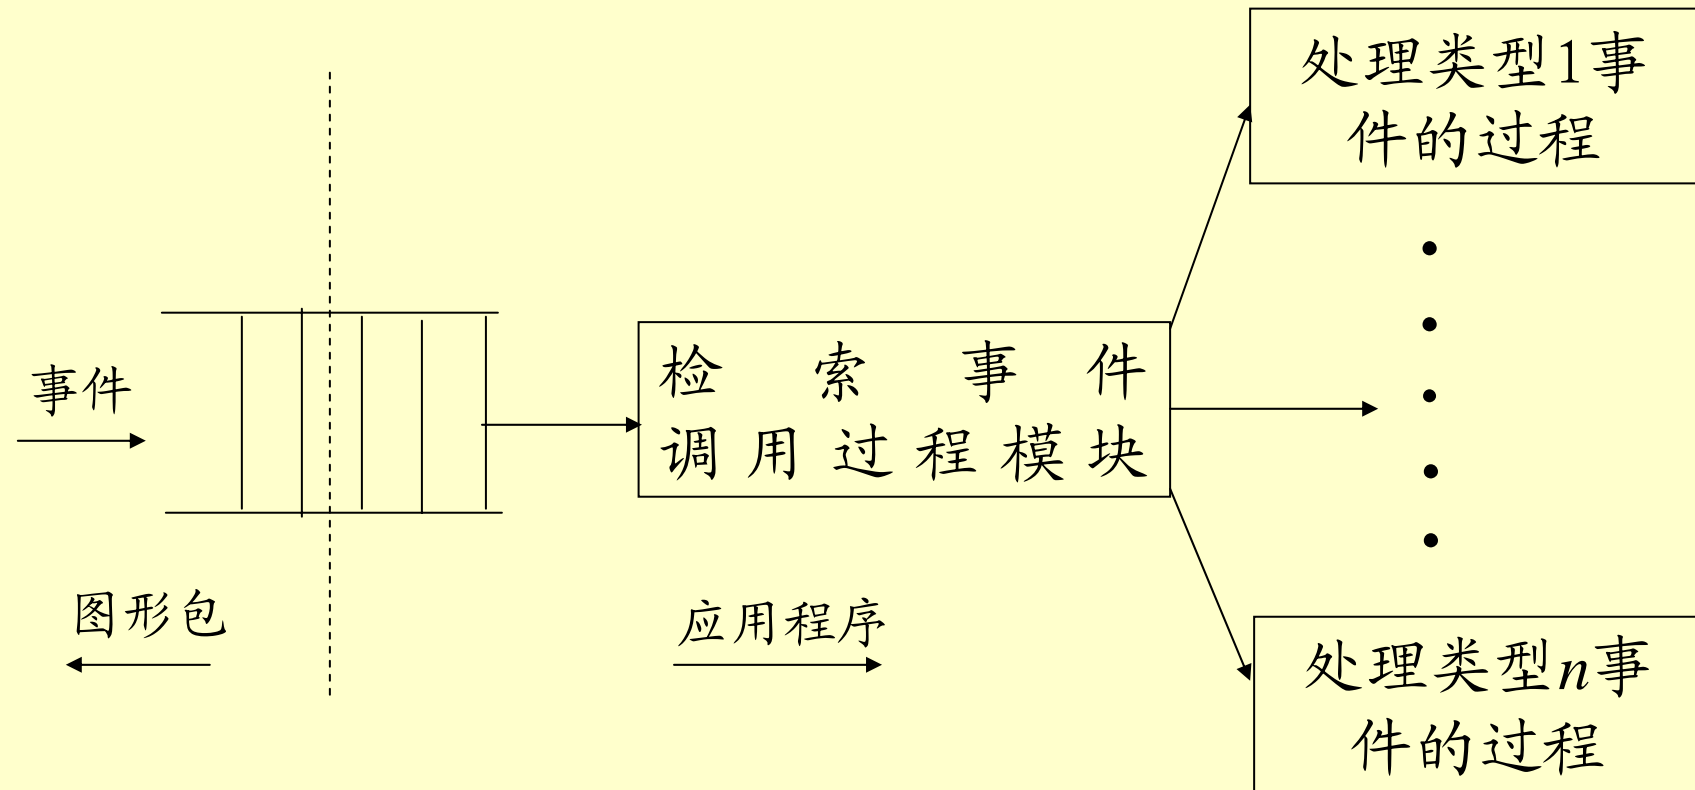 处理类型1事
件的过程
事件
检索事件
调用过程模块
图形包
应用程序
处理类型n事
件的过程